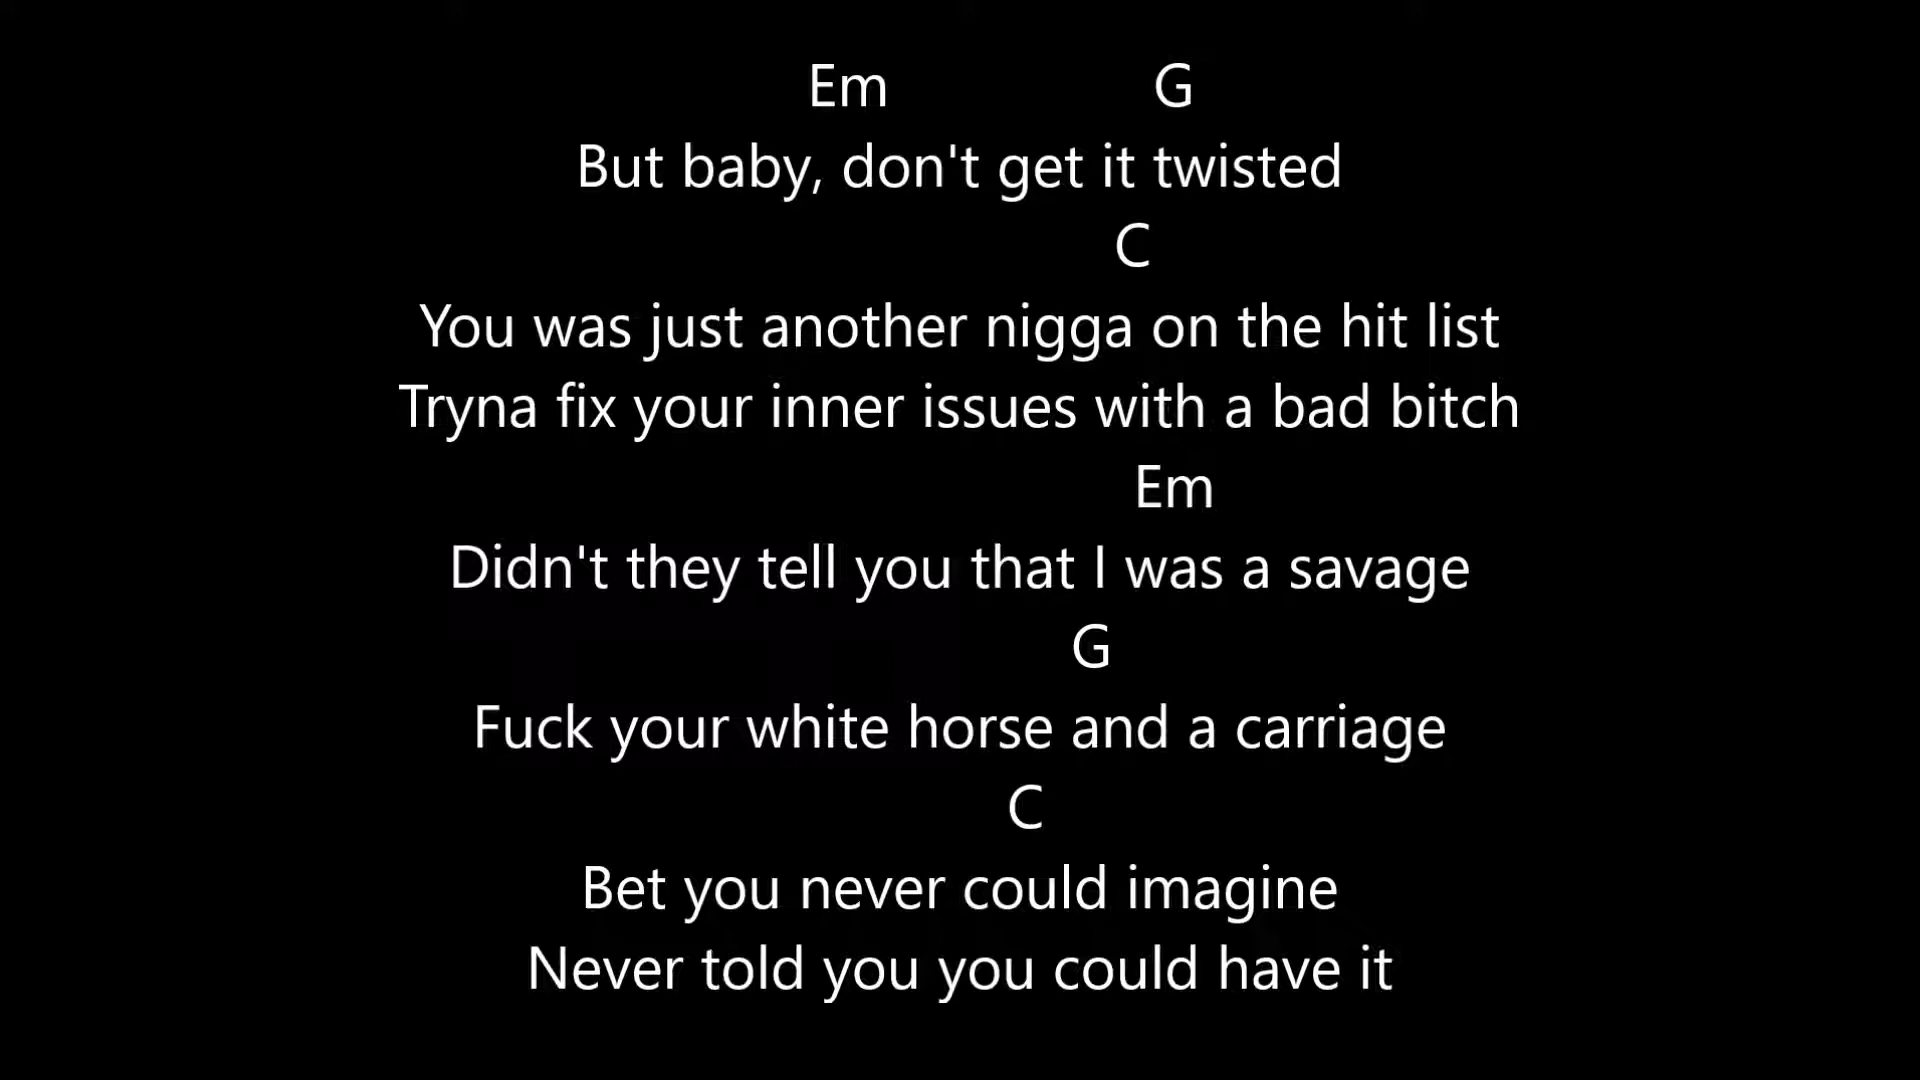 Em G
But baby, don't get it twisted
C
You was just another nigga on the hit list
Tryna fix your inner issues with a bad bitch
Em
Didn't they tell you that I was a savage
G
Fuck your white horse and a carriage
C
Bet you never could imagine
Never told you you could have it